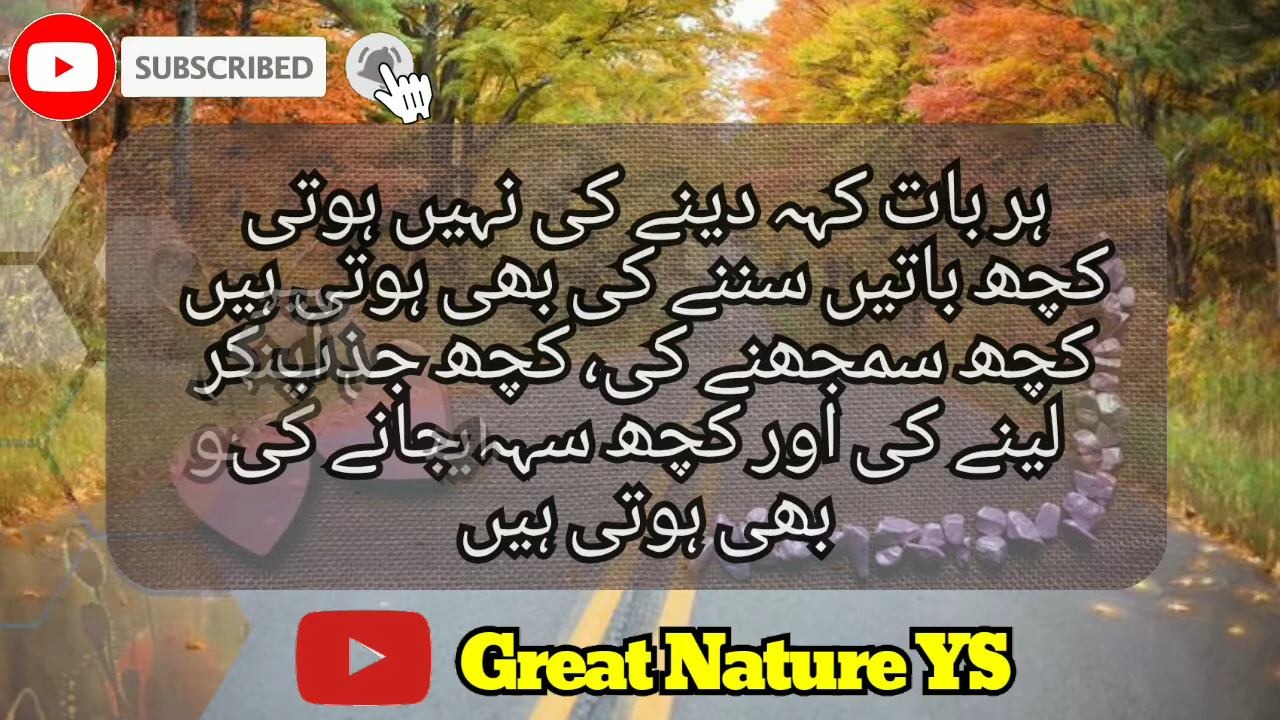 SUBSCRIBED
ہر بات کہہ دینے کی نہیں ہوتی
کچھ باتیں سننے کی بھی ہوتی ہیں
کچھ سمجھنے کی، کچھ جذب کر
لینے کی اور کچھ سہہ جانے کی
بھی ہوتی ہیں
Great Nature YS